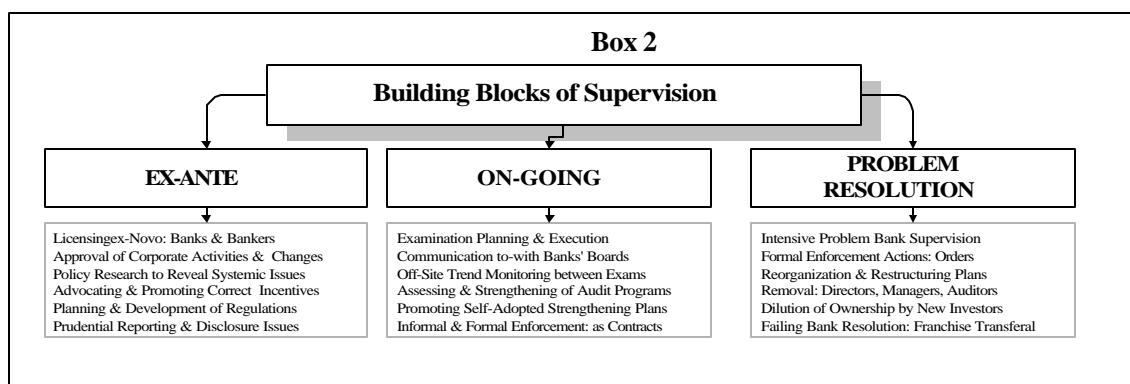 Box 2
Building Blocks of Supervision
EX-ANTE
Licensingex-Novo: Banks & Bankers
Approval of Corporate Activities & Changes
Policy Research to Reveal Systemic Issues
Advocating & Promoting Correct Incentives
Planning & Development of Regulations
Prudential Reporting & Disclosure Issues
ON-GOING
Examination Planning & Execution
Communication to-with Banks' Boards
Off-Site Trend Monitoring between Exams
Assessing & Strengthening of Audit Programs
Promoting Self-Adopted Strengthening Plans
Informal & Formal Enforcement: as Contracts
PROBLEM
RESOLUTION
Intensive Problem Bank Supervision
Formal Enforcement Actions: Orders
Reorganization & Restructuring Plans
Removal: Directors, Managers, Auditors
Dilution of Ownership by New Investors
Failing Bank Resolution: Franchise Transferal